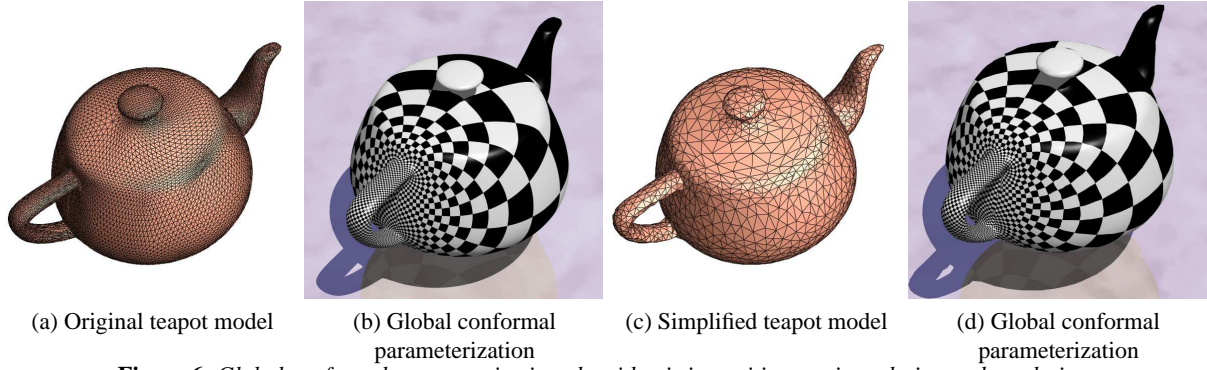 (a) Original teapot model
(b) Global conformal
parameterization
(c) Simplified teapot model
(d) Global conformal
parameterization